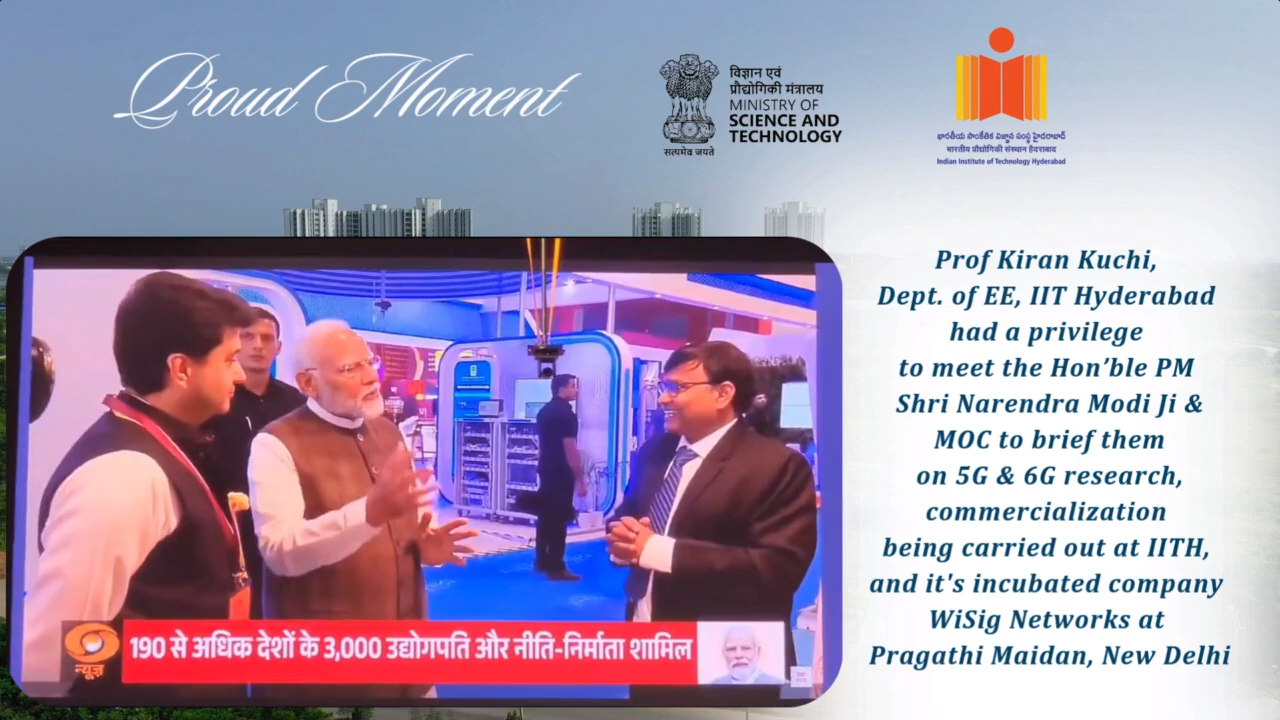 Proud Moment
विज्ञान एवं
प्रौद्योगिकी मंत्रालय
MINISTRY OF
SCIENCE AND
TECHNOLOGY
सत्यमेव जयते
భారతీయ సాంకేతిక విజ్ఞాన సంస్థ హైదరాబాద్
भारतीय प्रौद्योगिकी संस्थान हैदराबाद
Indian Institute of Technology Hyderabad
Prof Kiran Kuchi,
Dept. of EE, IIT Hyderabad
had a privilege
to meet the Hon’ble PM
Shri Narendra Modi Ji &
MOC to brief them
on 5G & 6G research,
commercialization
being carried out at IITH,
and it's incubated company
WiSig Networks at
Pragathi Maidan, New Delhi
न्यूज़
190 से अधिक देशों के 3,000 उद्योगपति और नीति-निर्माता शामिल